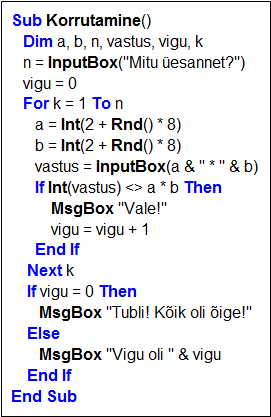 Sub Korrutamine()
Dim a, b, n, vastus, vigu, k
n = InputBox("Mitu üesannet?")
vigu = 0
For k = 1 To n
a = Int(2 + Rnd() * 8)
b = Int(2 + Rnd() * 8)
vastus = InputBox(a & " * " & b)
If Int(vastus) <> a * b Then
MsgBox "Vale!"
vigu = vigu + 1
End If
Next k
If vigu = 0 Then
MsgBox "Tubli! Kõik oli õige!"
Else
MsgBox "Vigu oli " & vigu
End If
End Sub